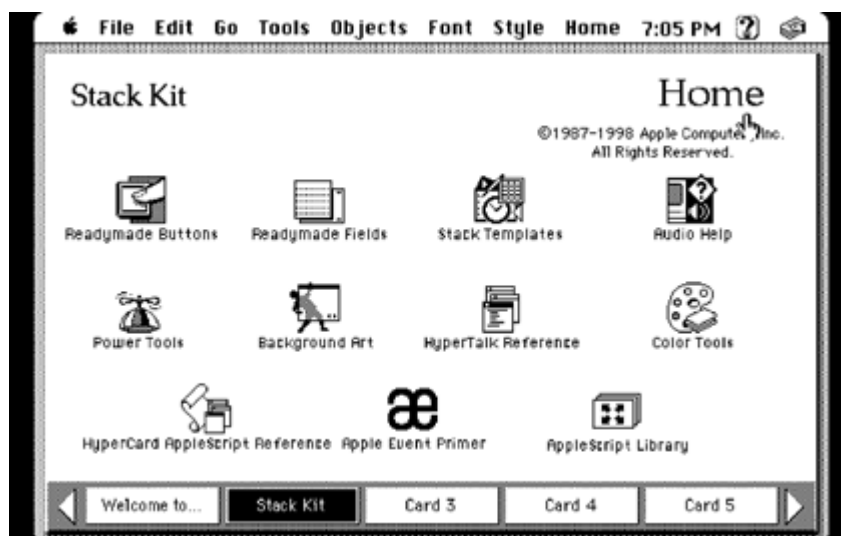 File Edit Go Tools Objects Font Style Home 7:05 PM
Stack Kit
Home
©1987-1998 Apple Computer, Inc.
All Rights Reserved.
Readymade Buttons Readymade Fields Stack Templates Audio Help
Power Tools Background Art HyperTalk Reference Color Tools
HyperCard AppleScript Reference Apple Event Primer AppleScript Library
Welcome to... Stack Kit Card 3 Card 4 Card 5